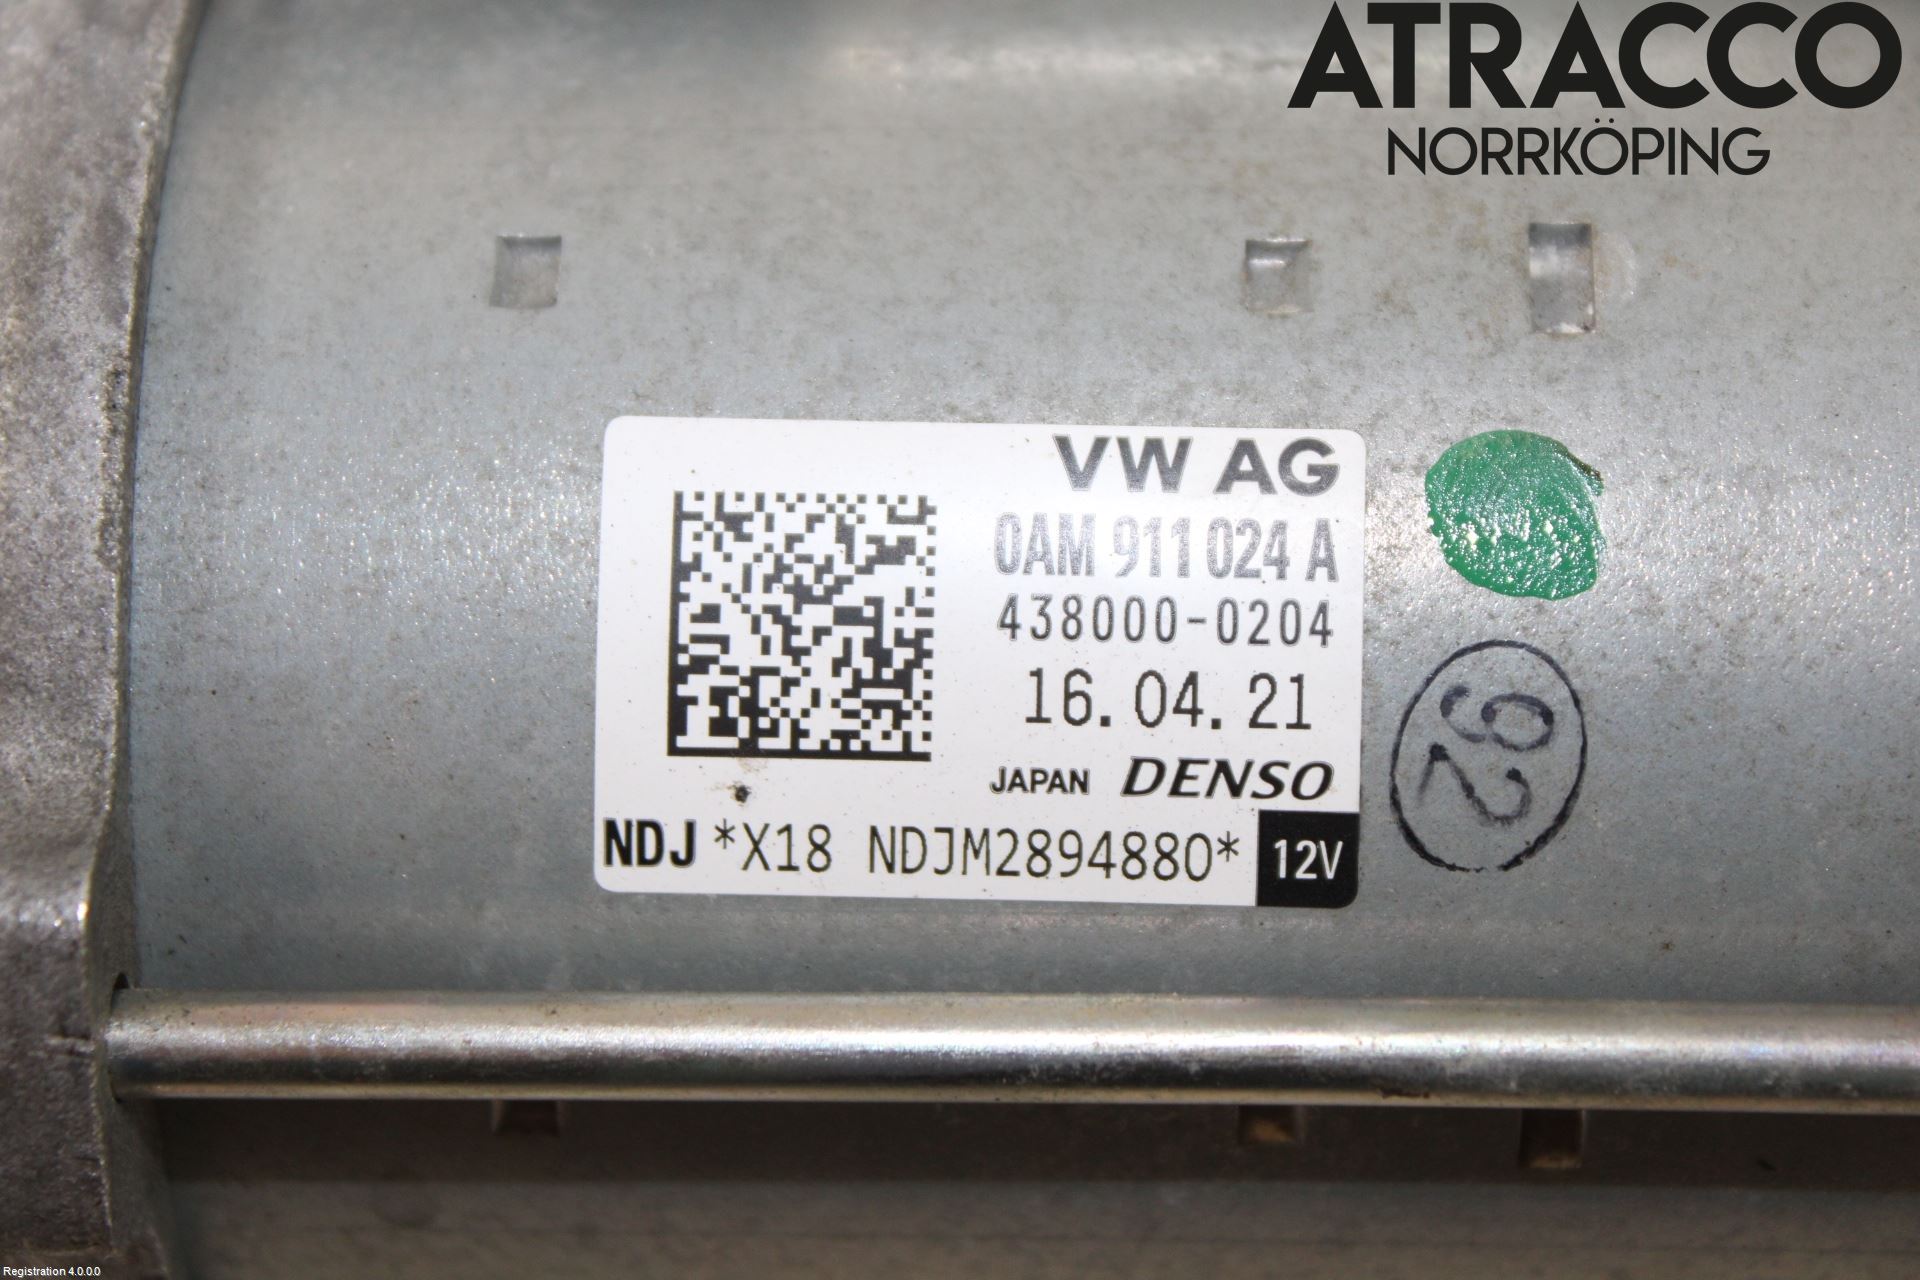 ATRACCO
NORRKÖPING
VW AG
0AM 911 024 A
438000-0204
16.04.21
JAPAN DENSO
NDJ *X18 NDJM2894880* 12V
26
Registration 4.0.0.0